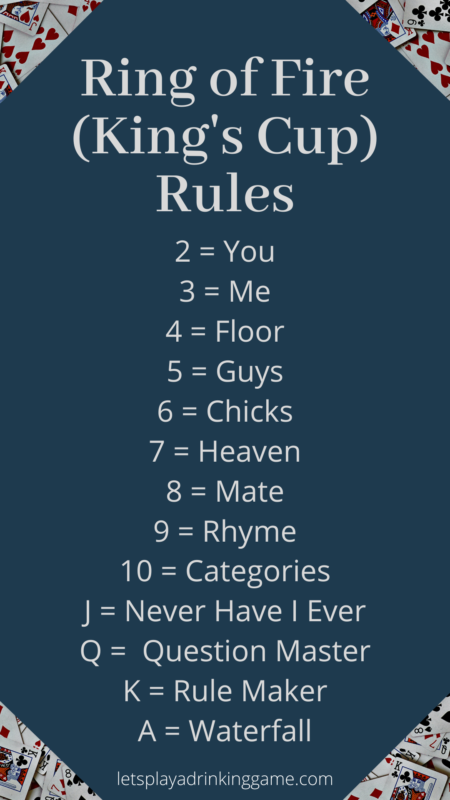 Ring of Fire
(King's Cup)
Rules
2 = You
3 = Me
4 = Floor
5 = Guys
6 = Chicks
7 = Heaven
8 = Mate
9 = Rhyme
10 = Categories
J = Never Have I Ever
Q =  Question Master
K = Rule Maker
A = Waterfall
letsplayadrinkinggame.com